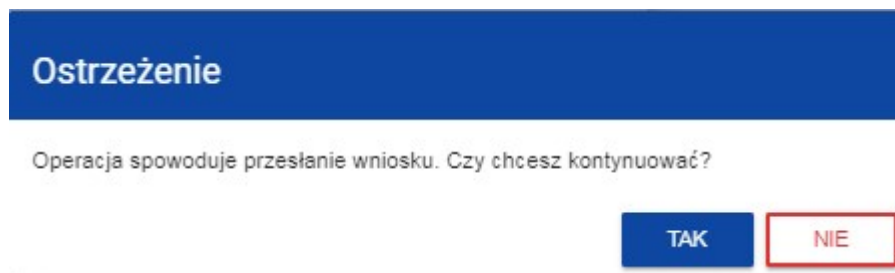 Ostrzeżenie
Operacja spowoduje przesłanie wniosku. Czy chcesz kontynuować?
TAK NIE